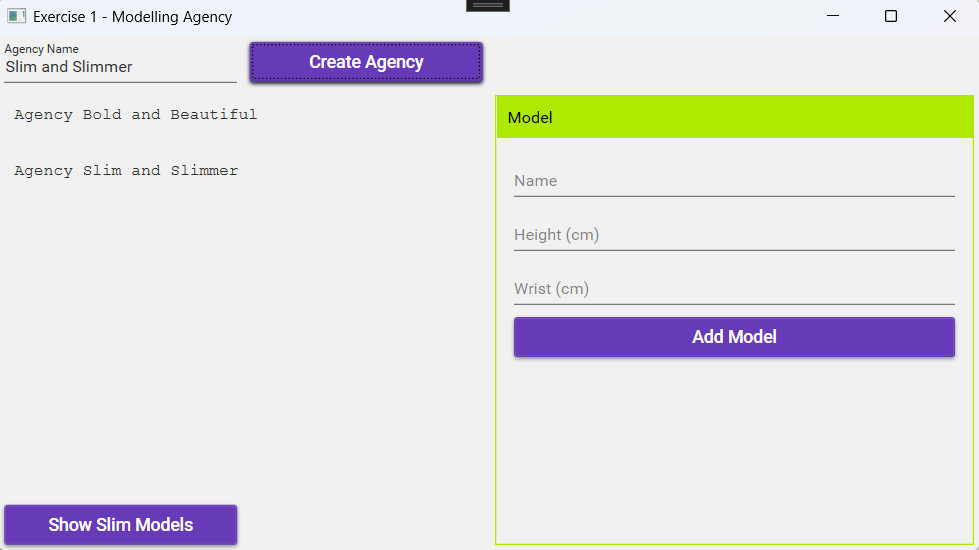 Exercise 1 - Modelling Agency
Agency Name
Slim and Slimmer
Create Agency
Agency Bold and Beautiful
Agency Slim and Slimmer
Model
Name
Height (cm)
Wrist (cm)
Add Model
Show Slim Models